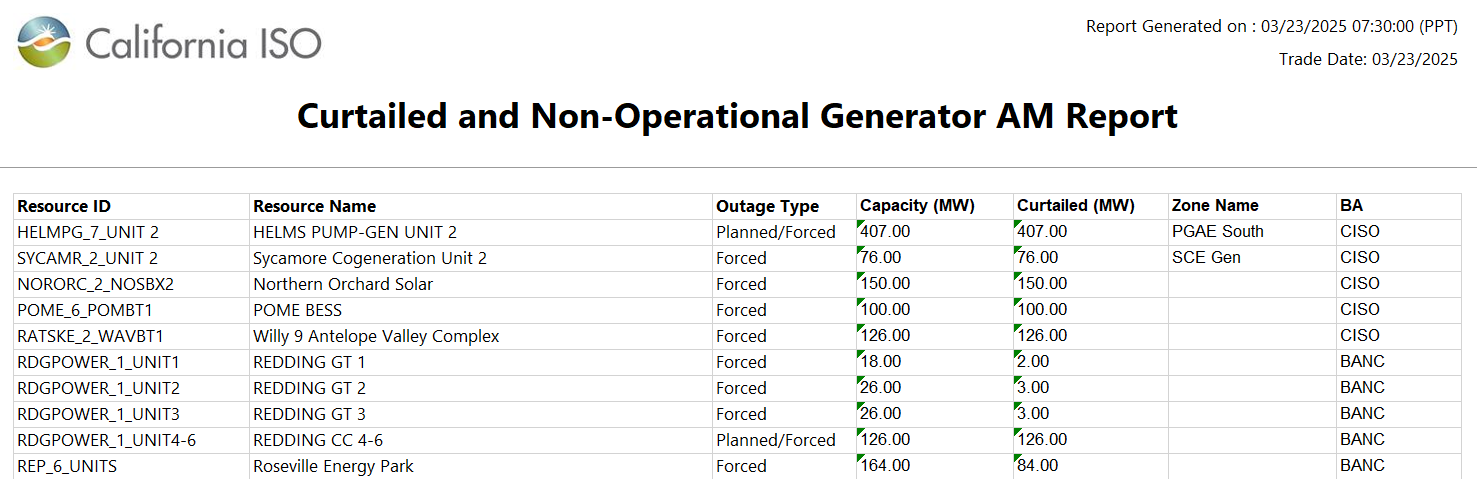 California ISO
Report Generated on : 03/23/2025 07:30:00 (PPT)
Trade Date: 03/23/2025
Curtailed and Non-Operational Generator AM Report
Resource ID Resource Name Outage Type Capacity (MW) Curtailed (MW) Zone Name BA
HELMPG_7_UNIT 2 HELMS PUMP-GEN UNIT 2 Planned/Forced 407.00 407.00 PGAE South CISO
SYCAMR_2_UNIT 2 Sycamore Cogeneration Unit 2 Forced 76.00 76.00 SCE Gen CISO
NORORC_2_NOSBX2 Northern Orchard Solar Forced 150.00 150.00 CISO
POME_6_POMBT1 POME BESS Forced 100.00 100.00 CISO
RATSKE_2_WAVBT1 Willy 9 Antelope Valley Complex Forced 126.00 126.00 CISO
RDGPOWER_1_UNIT1 REDDING GT 1 Forced 18.00 2.00 BANC
RDGPOWER_1_UNIT2 REDDING GT 2 Forced 26.00 3.00 BANC
RDGPOWER_1_UNIT3 REDDING GT 3 Forced 26.00 3.00 BANC
RDGPOWER_1_UNIT4-6 REDDING CC 4-6 Planned/Forced 126.00 126.00 BANC
REP_6_UNITS Roseville Energy Park Forced 164.00 84.00 BANC